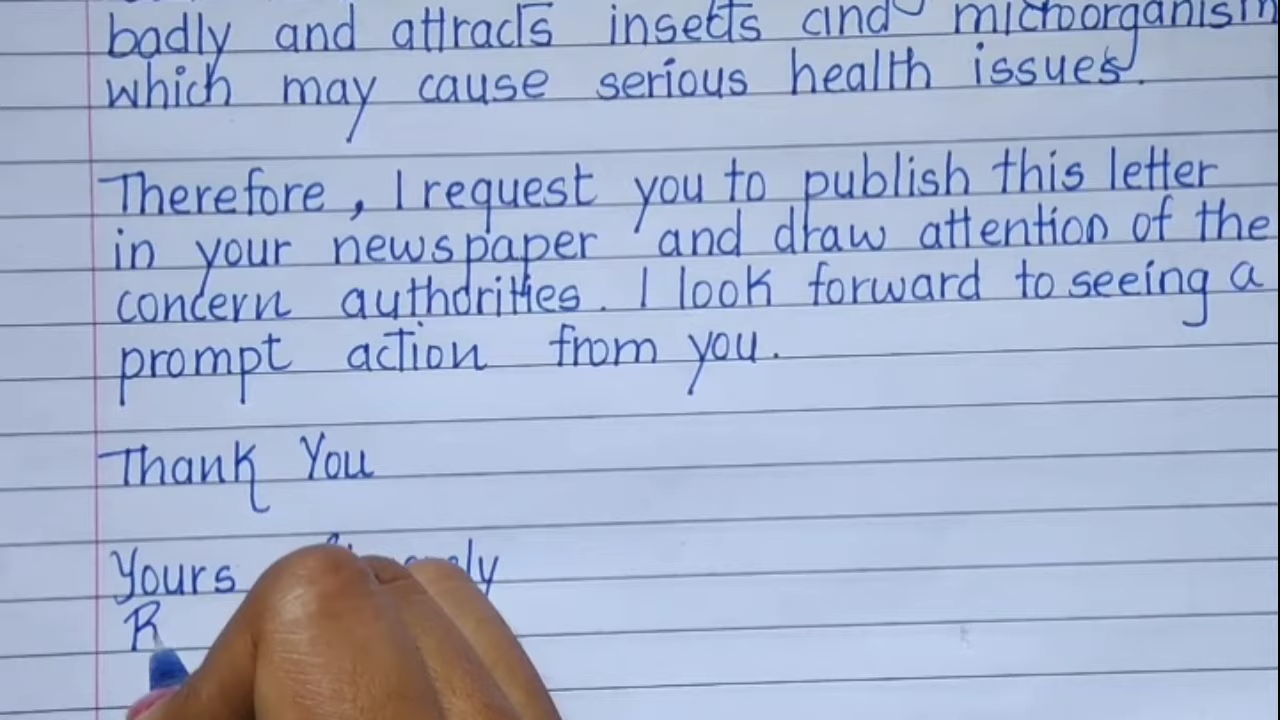 badly and attracts insects and microorganism
which may cause serious health issues.
Therefore, I request you to publish this letter
in your newspaper and draw attention of the
concern authorities. I look forward to seeing a
prompt action from you.
Thank You
Yours
R